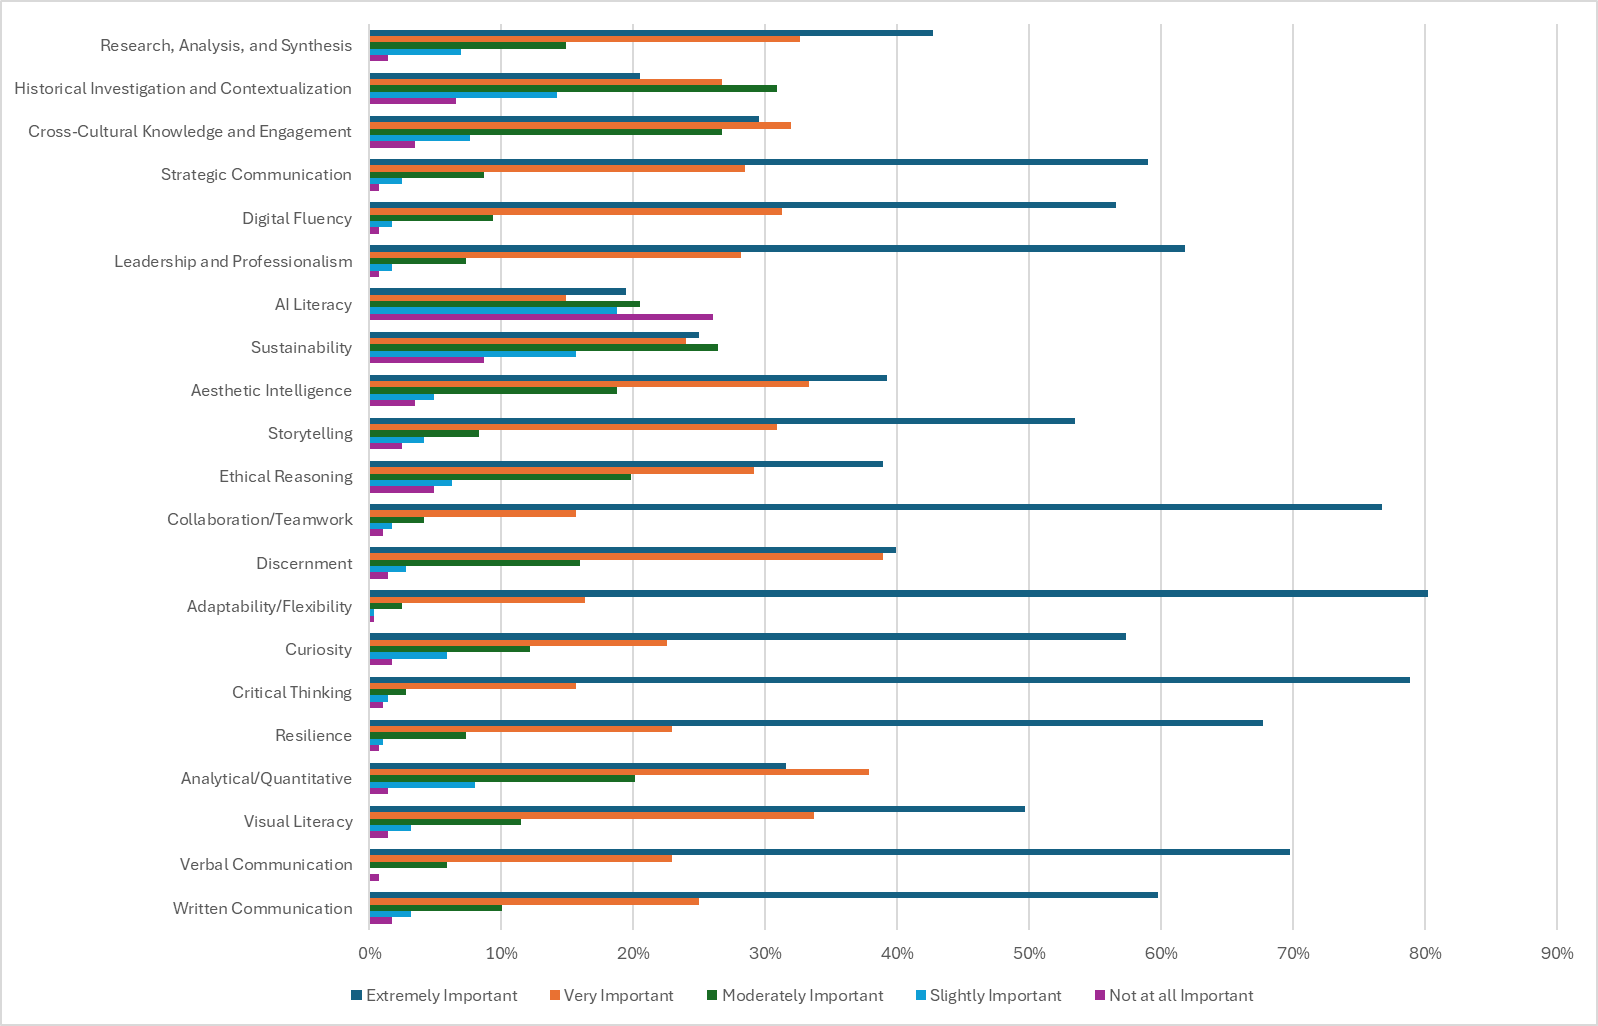 Research, Analysis, and Synthesis
Historical Investigation and Contextualization
Cross-Cultural Knowledge and Engagement
Strategic Communication
Digital Fluency
Leadership and Professionalism
AI Literacy
Sustainability
Aesthetic Intelligence
Storytelling
Ethical Reasoning
Collaboration/Teamwork
Discernment
Adaptability/Flexibility
Curiosity
Critical Thinking
Resilience
Analytical/Quantitative
Visual Literacy
Verbal Communication
Written Communication
0% 10% 20% 30% 40% 50% 60% 70% 80% 90%
Extremely Important Very Important Moderately Important Slightly Important Not at all Important